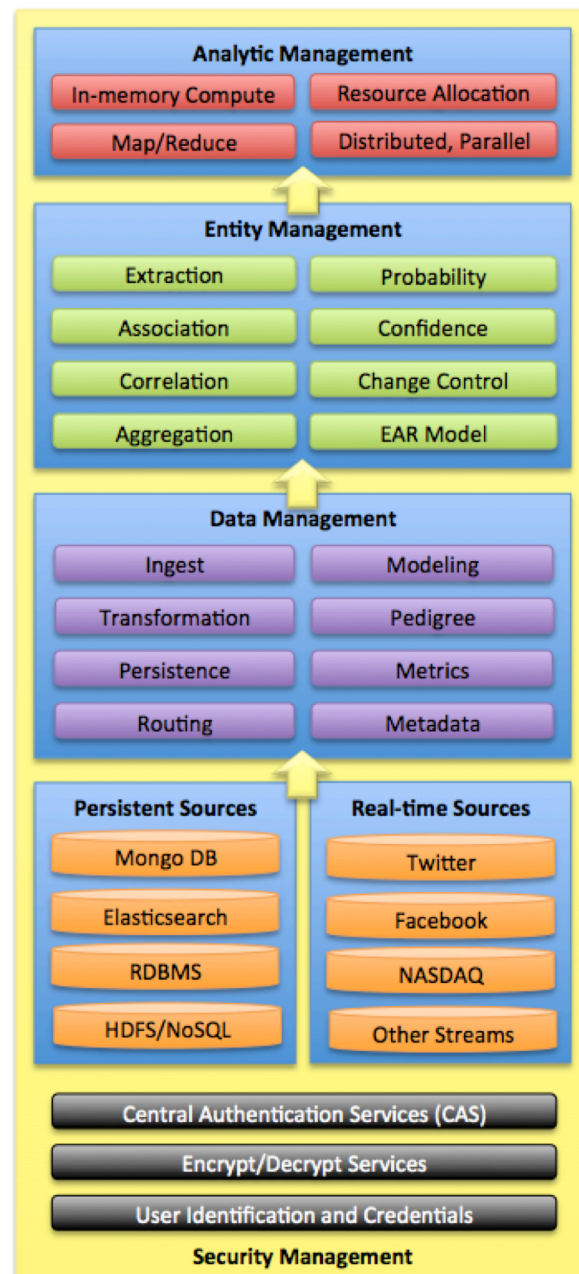 Analytic Management
In-memory Compute
Resource Allocation
Map/Reduce
Distributed, Parallel
Entity Management
Extraction
Probability
Association
Confidence
Correlation
Change Control
Aggregation
EAR Model
Data Management
Ingest
Modeling
Transformation
Pedigree
Persistence
Metrics
Routing
Metadata
Persistent Sources
Mongo DB
Elasticsearch
RDBMS
HDFS/NoSQL
Real-time Sources
Twitter
Facebook
NASDAQ
Other Streams
Central Authentication Services (CAS)
Encrypt/Decrypt Services
User Identification and Credentials
Security Management